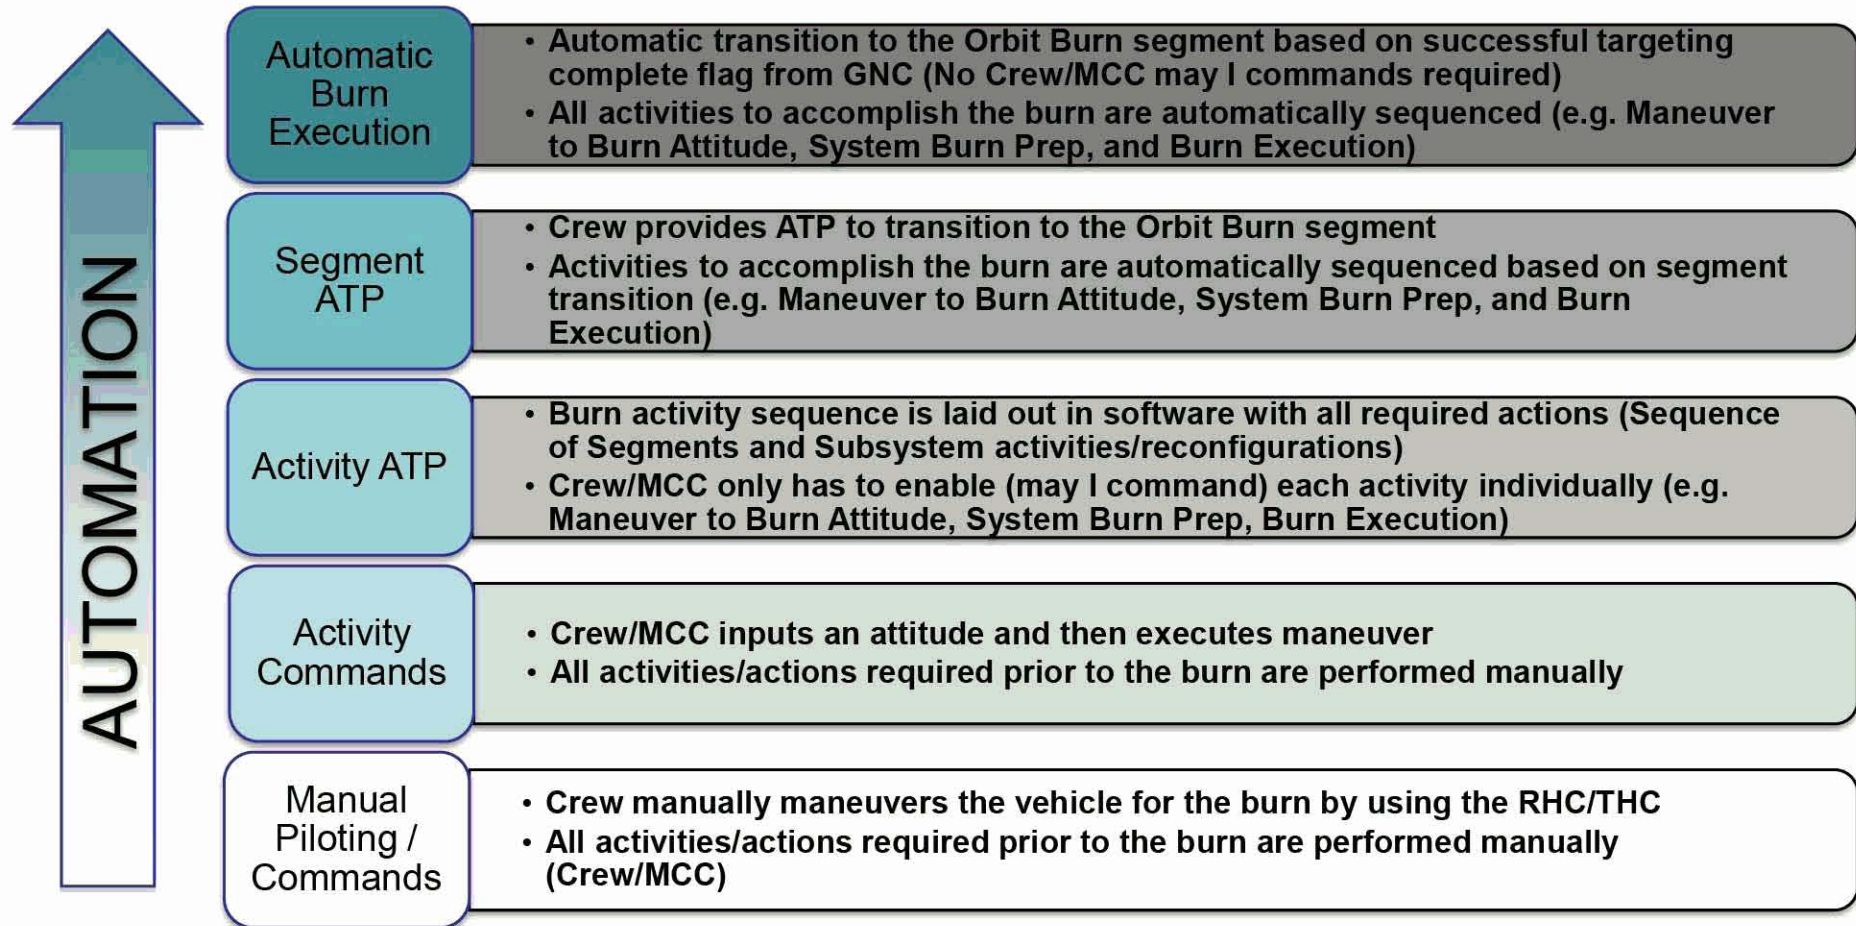 AUTOMATION
Automatic
Burn
Execution
• Automatic transition to the Orbit Burn segment based on successful targeting
complete flag from GNC (No Crew/MCC may I commands required)
• All activities to accomplish the burn are automatically sequenced (e.g. Maneuver
to Burn Attitude, System Burn Prep, and Burn Execution)
Segment
ATP
• Crew provides ATP to transition to the Orbit Burn segment
• Activities to accomplish the burn are automatically sequenced based on segment
transition (e.g. Maneuver to Burn Attitude, System Burn Prep, and Burn
Execution)
Activity ATP
• Burn activity sequence is laid out in software with all required actions (Sequence
of Segments and Subsystem activities/reconfigurations)
• Crew/MCC only has to enable (may I command) each activity individually (e.g.
Maneuver to Burn Attitude, System Burn Prep, Burn Execution)
Activity
Commands
• Crew/MCC inputs an attitude and then executes maneuver
• All activities/actions required prior to the burn are performed manually
Manual
Piloting /
Commands
• Crew manually maneuvers the vehicle for the burn by using the RHC/THC
• All activities/actions required prior to the burn are performed manually
(Crew/MCC)